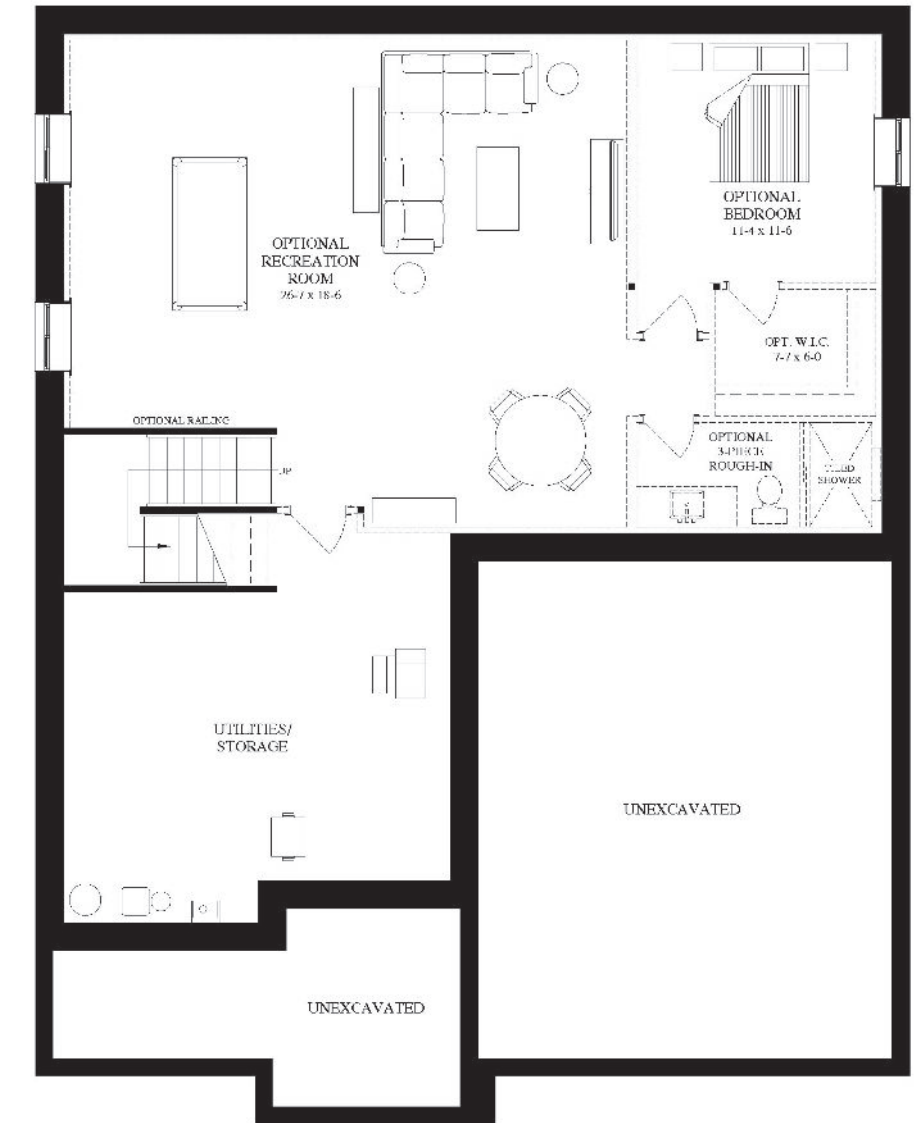 OPTIONAL
BEDROOM
11-4 x 11-6
OPTIONAL
RECREATION
ROOM
26-7 x 18-6
OPT. W.I.C.
7-7 x 6-0
OPTIONAL RAILING
UP
OPTIONAL
3-PIECE
ROUGH-IN
TILED
SHOWER
UTILITIES/
STORAGE
UNEXCAVATED
UNEXCAVATED